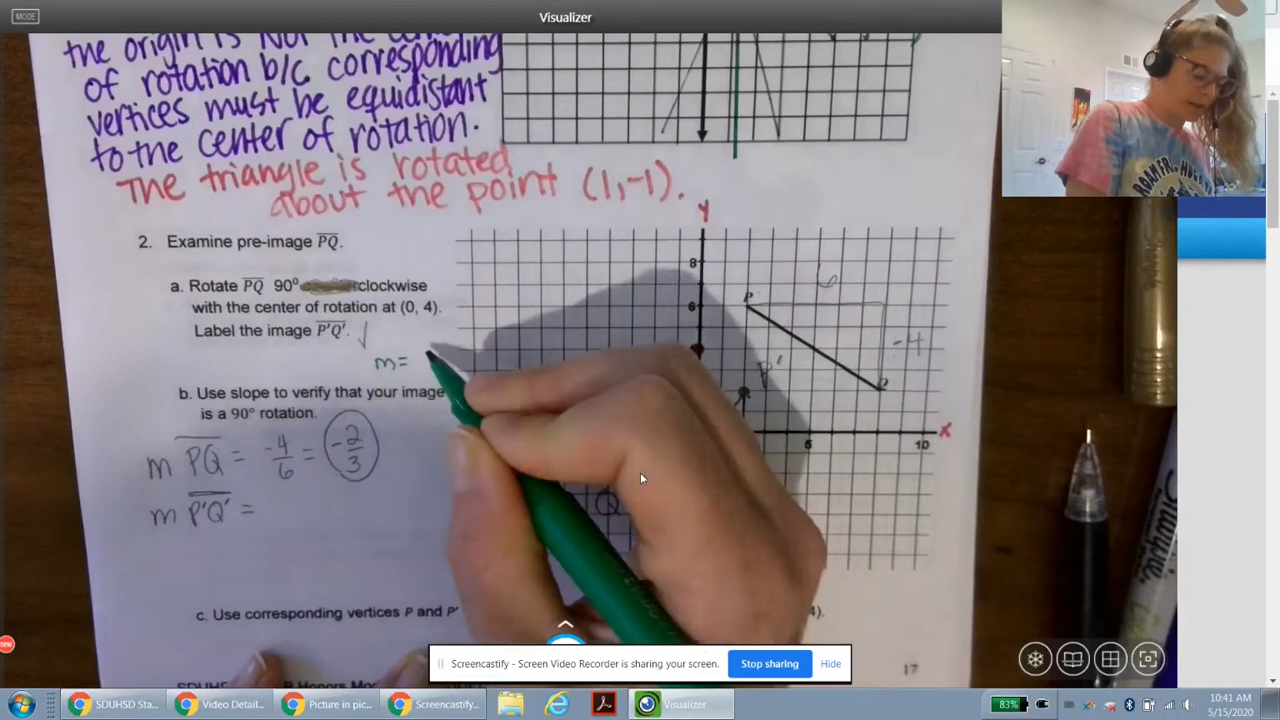 MODE
Visualizer
the origin is Not the
of rotation b/c corresponding
vertices must be equidistant
to the center of rotation.
The triangle is rotated
about the point (1,-1).
2. Examine pre-image PQ.
a. Rotate PQ 90° clockwise
with the center of rotation at (0, 4).
Label the image P'Q'. √
m=
b. Use slope to verify that your image
is a 90° rotation.
m PQ = -4/6 = -2/3
m P'Q' =
c. Use corresponding vertices P and P'
4).
Y
8
6
P
6
-4
Q
P'
5
10
X
Q
17
Screencastify - Screen Video Recorder is sharing your screen.
Stop sharing
Hide
SDUHSD Sta...
Video Detail...
Picture in pic...
Screencastify...
Visualizer
83%
10:41 AM
5/15/2020